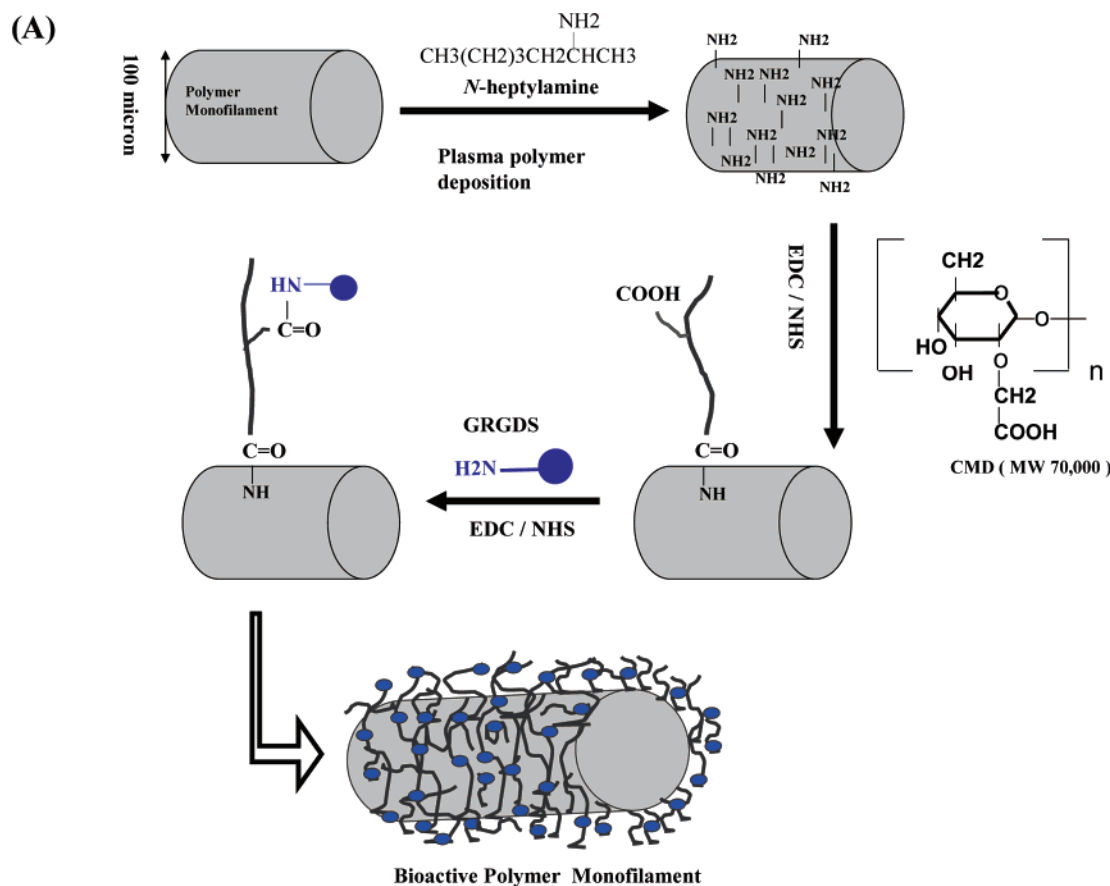 (A)
100 micron
Polymer
Monofilament
NH2
CH3(CH2)3CH2CHCH3
N-heptylamine
Plasma polymer
deposition
NH2
NH2
NH2
NH2
NH2
NH2
NH2
NH2
NH2
NH2
NH2
NH2
NH2
EDC / NHS
CH2
O
O
HO
OH
O
CH2
COOH
n
CMD ( MW 70,000 )
COOH
C=O
NH
GRGDS
H2N
EDC / NHS
HN
C=O
C=O
NH
Bioactive Polymer Monofilament